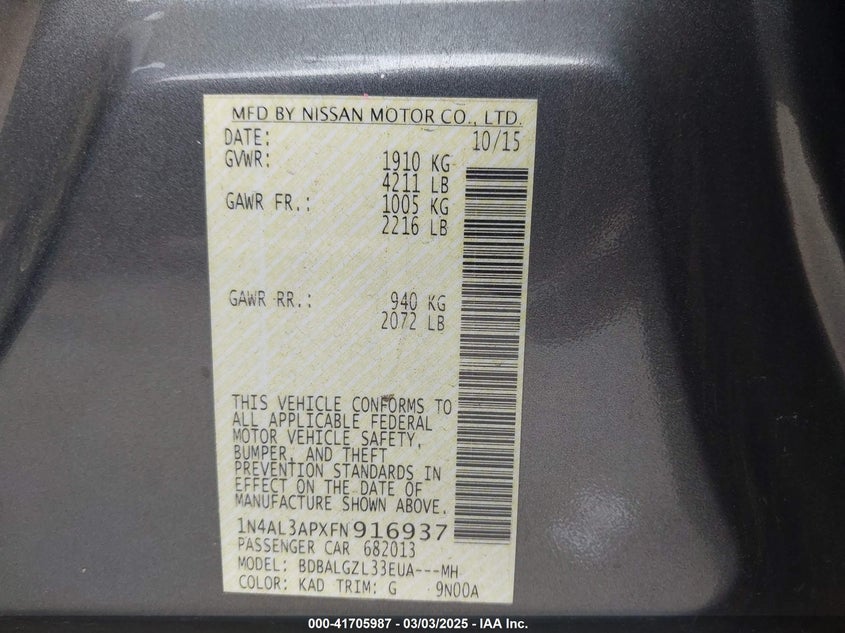 MFD BY NISSAN MOTOR CO., LTD.
DATE: 10/15
GVWR: 1910 KG
4211 LB
GAWR FR.: 1005 KG
2216 LB
GAWR RR.: 940 KG
2072 LB
THIS VEHICLE CONFORMS TO
ALL APPLICABLE FEDERAL
MOTOR VEHICLE SAFETY,
BUMPER, AND THEFT
PREVENTION STANDARDS IN
EFFECT ON THE DATE OF
MANUFACTURE SHOWN ABOVE.
1N4AL3APXFN916937
PASSENGER CAR 682013
MODEL: BDBALGZL33EUA---MH
COLOR: KAD TRIM: G 9N00A
000-41705987 - 03/03/2025 - IAA Inc.